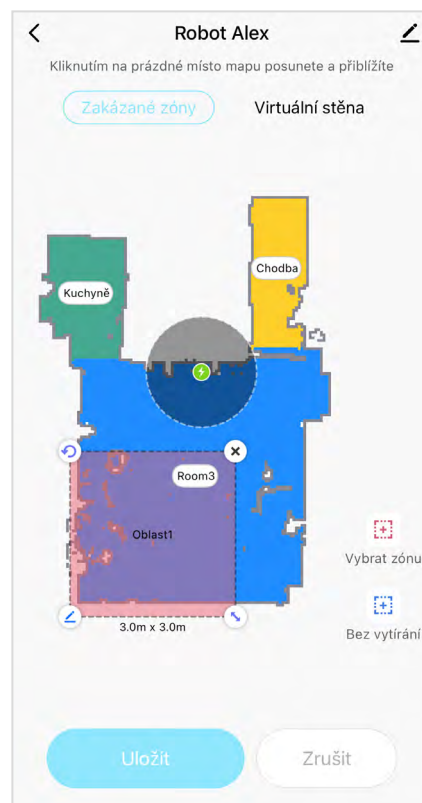 Robot Alex
Kliknutím na prázdné místo mapu posunete a přiblížíte
Zakázané zóny
Virtuální stěna
Chodba
Kuchyně
Room3
Oblast1
Vybrat zónu
3.0m x 3.0m
Bez vytírání
Uložit
Zrušit